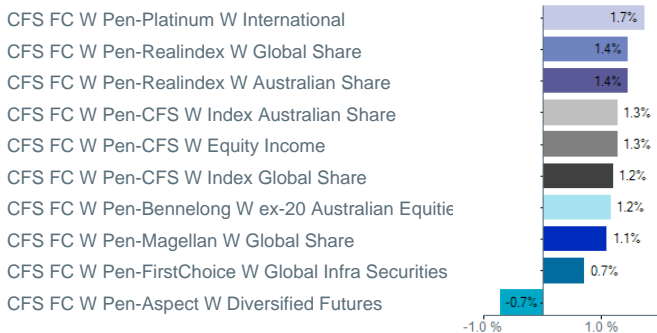 CFS FC W Pen-Platinum W International 1.7%
CFS FC W Pen-Realindex W Global Share 1.4%
CFS FC W Pen-Realindex W Australian Share 1.4%
CFS FC W Pen-CFS W Index Australian Share 1.3%
CFS FC W Pen-CFS W Equity Income 1.3%
CFS FC W Pen-CFS W Index Global Share 1.2%
CFS FC W Pen-Bennelong W ex-20 Australian Equitie 1.2%
CFS FC W Pen-Magellan W Global Share 1.1%
CFS FC W Pen-FirstChoice W Global Infra Securities 0.7%
CFS FC W Pen-Aspect W Diversified Futures -0.7%
-1.0 % 1.0 %